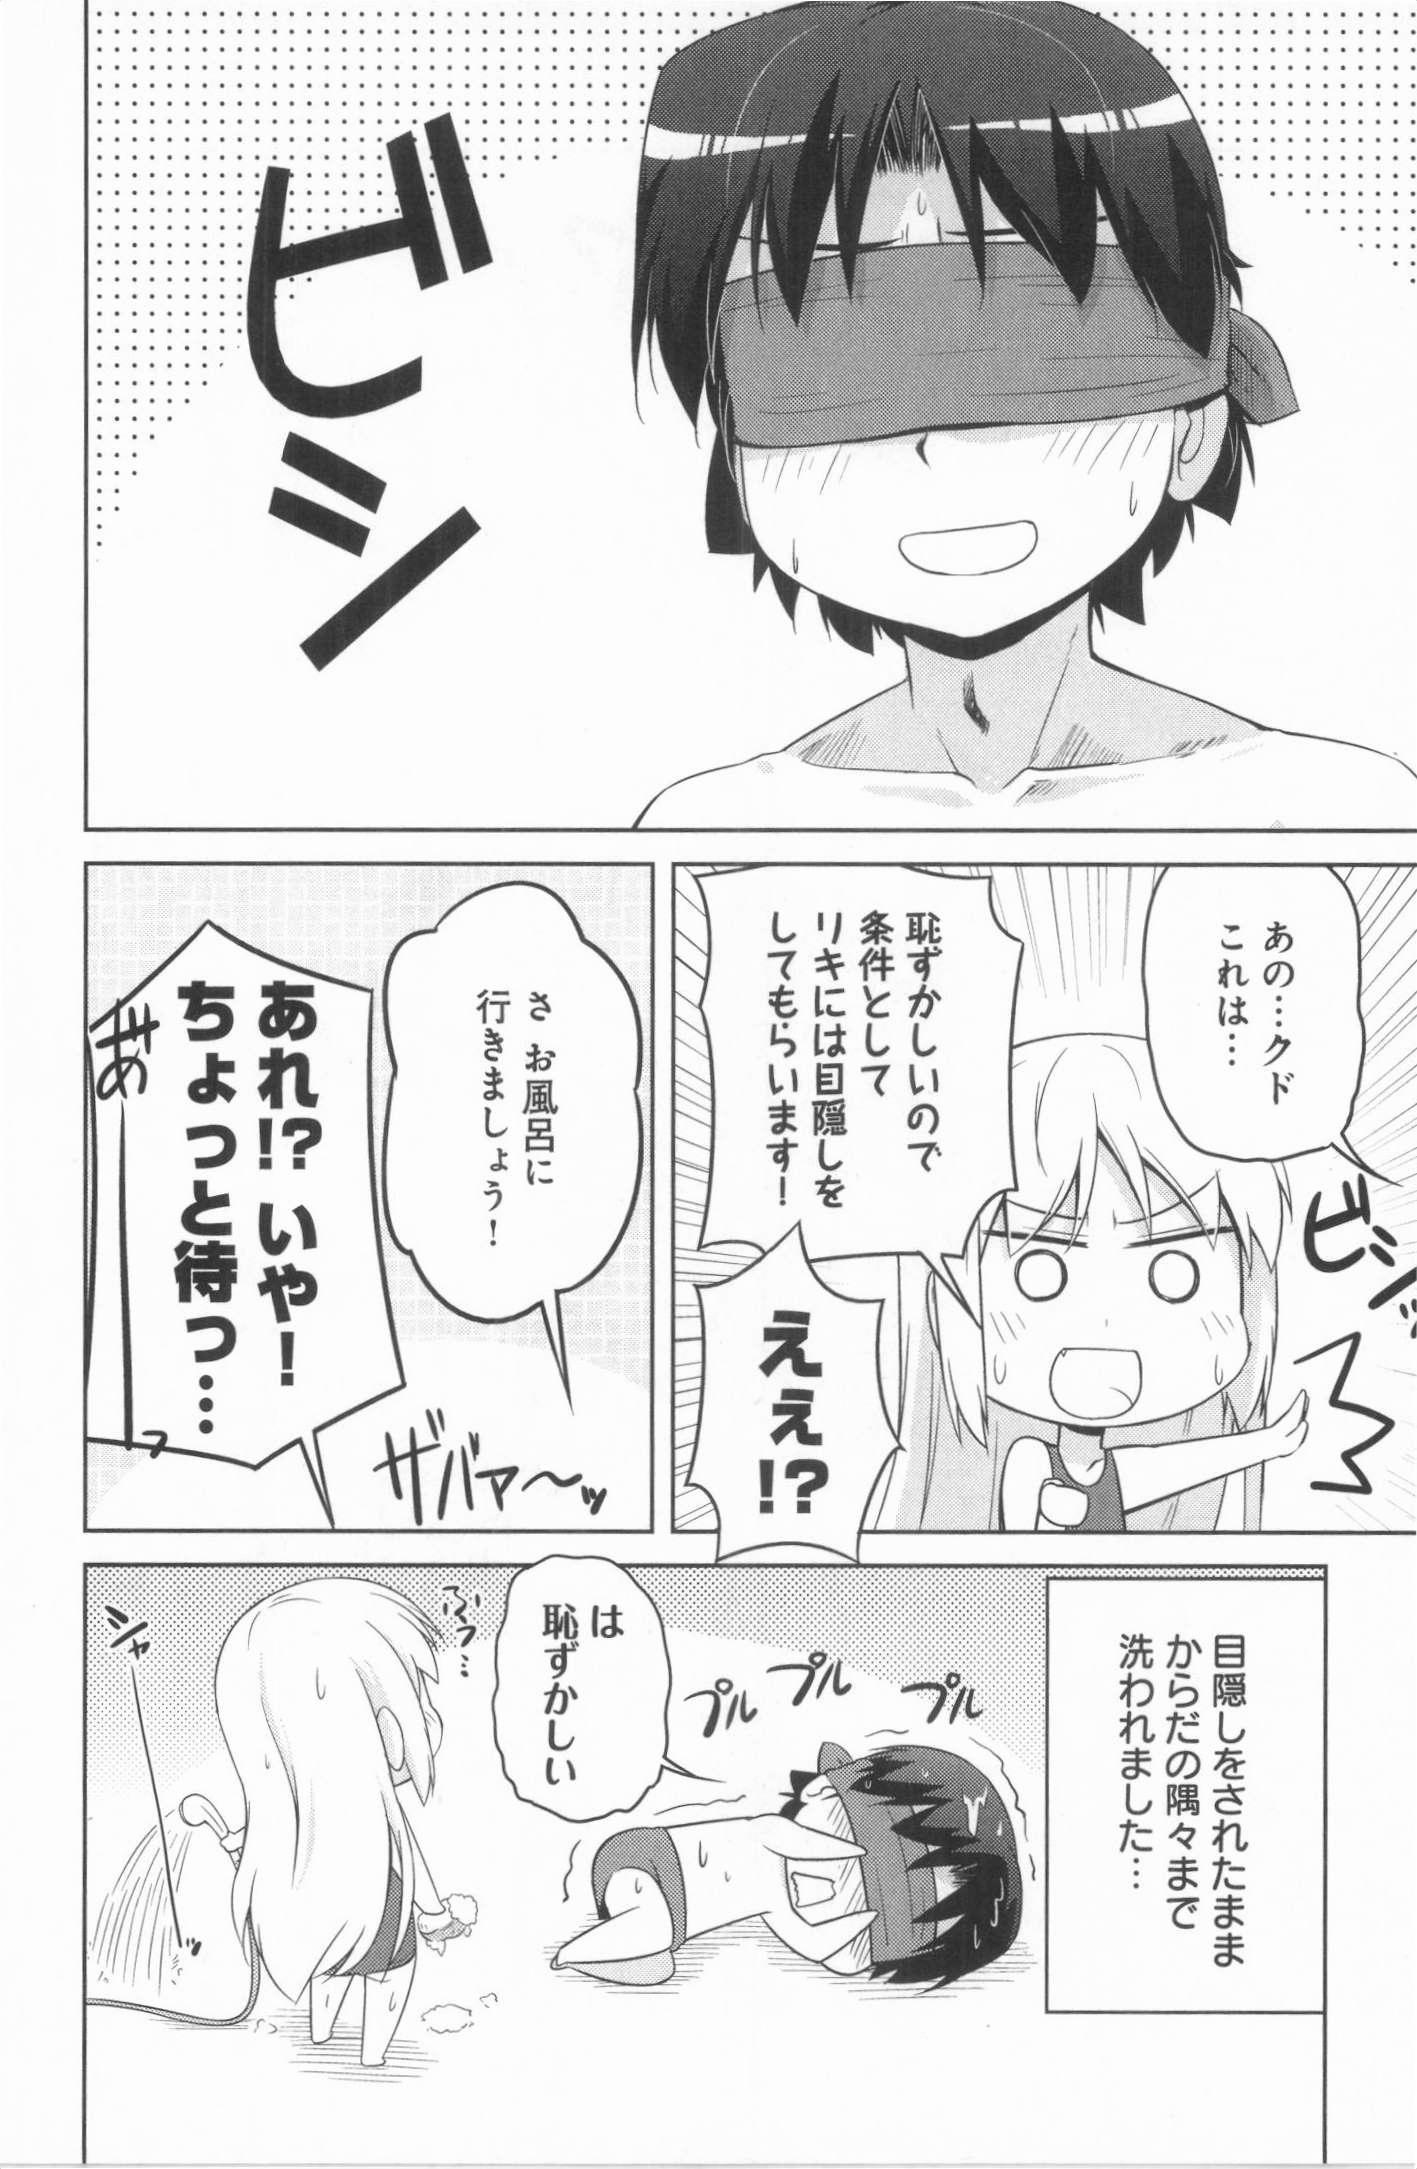 ビシ
あの…クド
これは…
恥ずかしいので
条件として
リキには目隠しを
してもらいます!
ビシッ
ええ!?
さ お風呂に
行きましょう!
あれ!? いや!
ちょっと待っ…
ザバァ〜ッ
目隠しをされたまま
からだの隅々まで
洗われました…
プル
プル
プル
は
恥ずかしい
ふぅ…
シャ
ッ